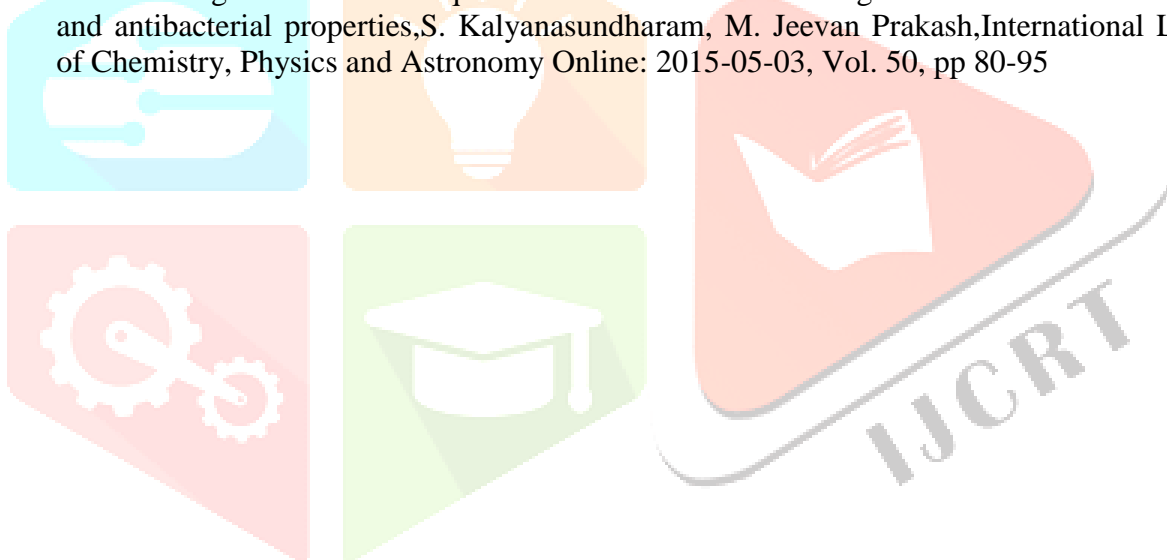 and antibacterial properties,S. Kalyanasundharam, M. Jeevan Prakash,International L
of Chemistry, Physics and Astronomy Online: 2015-05-03, Vol. 50, pp 80-95
IJCRT